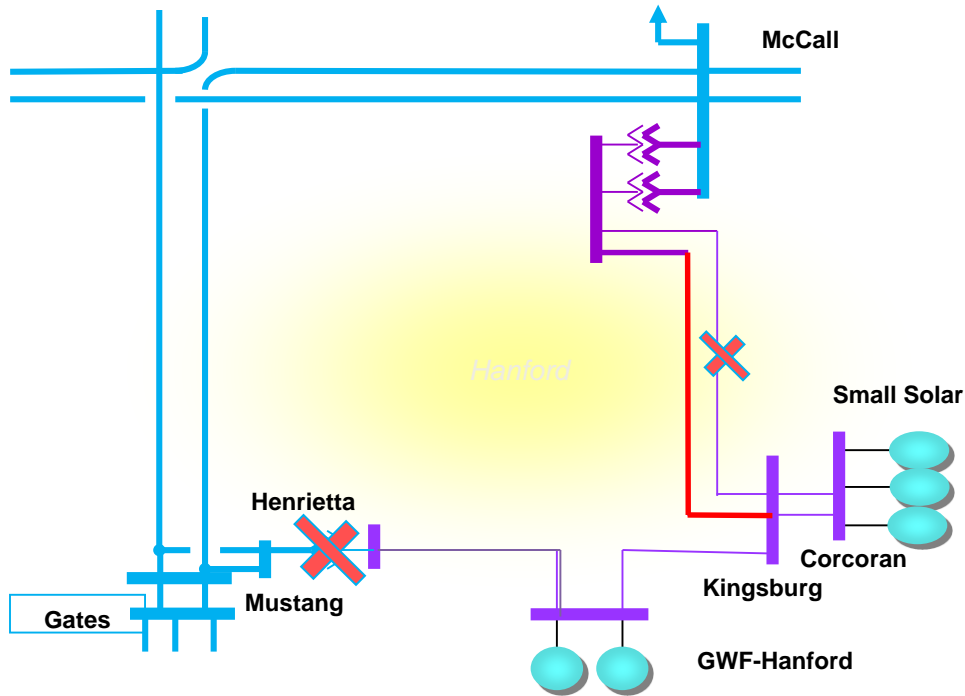 McCall
Hanford
Small Solar
Henrietta
Corcoran
Kingsburg
Mustang
Gates
GWF-Hanford